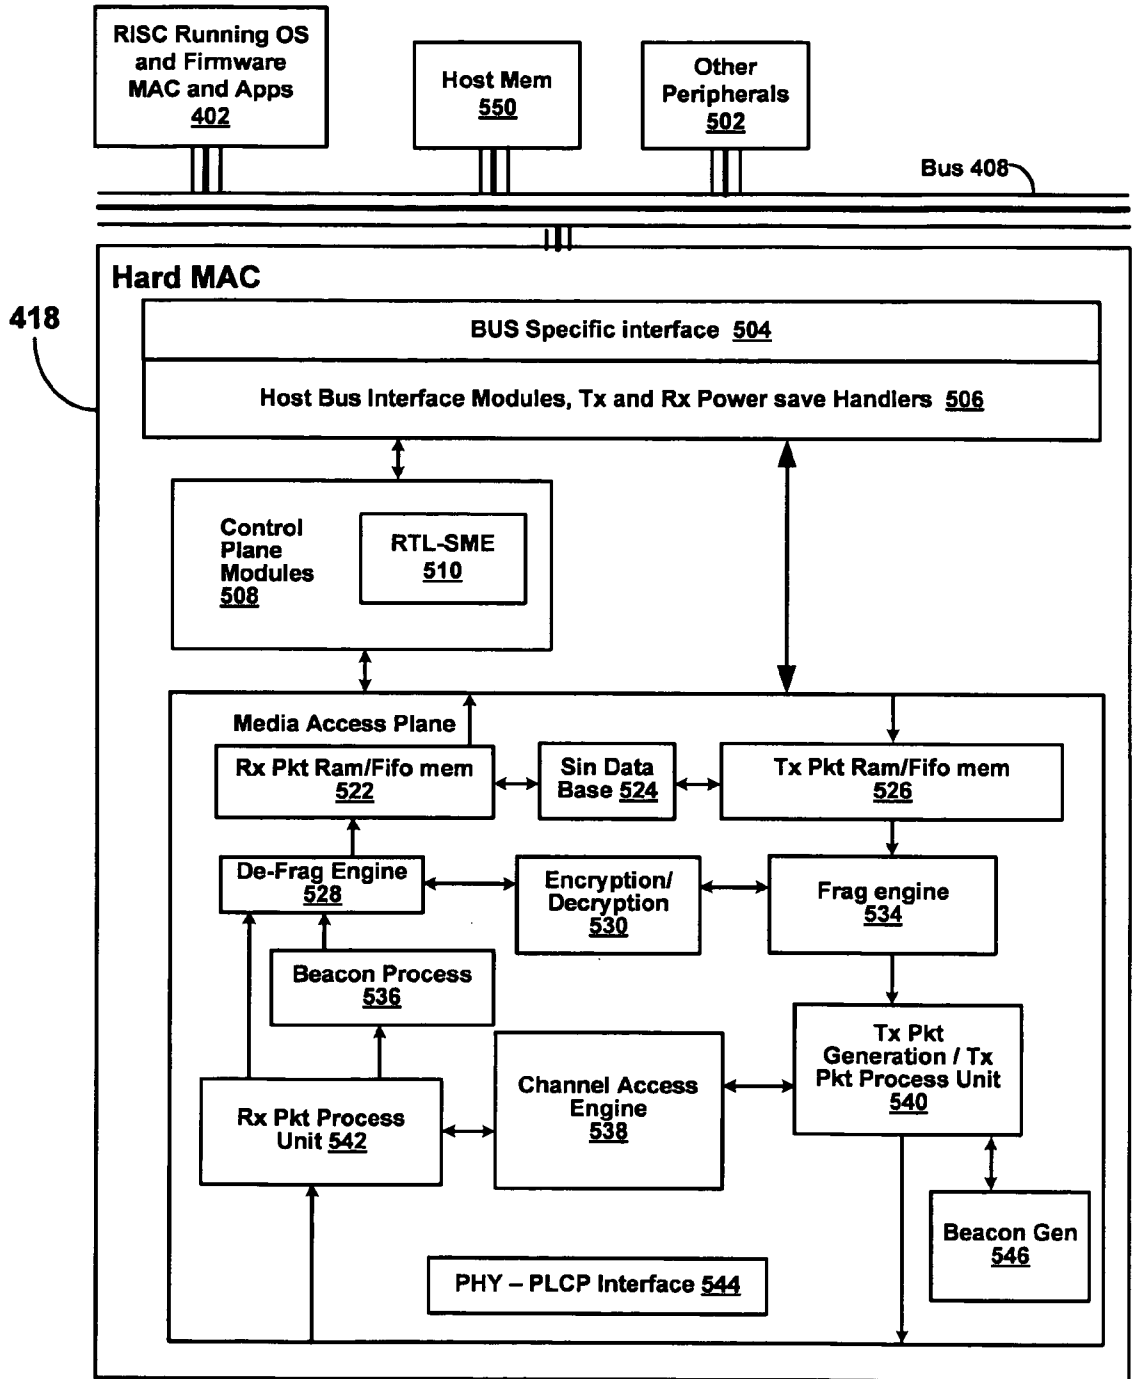 RISC Running OS
and Firmware
MAC and Apps
402
Host Mem
550
Other
Peripherals
502
Bus 408
Hard MAC
418
BUS Specific interface 504
Host Bus Interface Modules, Tx and Rx Power save Handlers 506
Control
Plane
Modules
508
RTL-SME
510
Media Access Plane
Rx Pkt Ram/Fifo mem
522
Sin Data
Base 524
Tx Pkt Ram/Fifo mem
526
De-Frag Engine
528
Encryption/
Decryption
530
Frag engine
534
Beacon Process
536
Channel Access
Engine
538
Tx Pkt
Generation / Tx
Pkt Process Unit
540
Rx Pkt Process
Unit 542
Beacon Gen
546
PHY – PLCP Interface 544